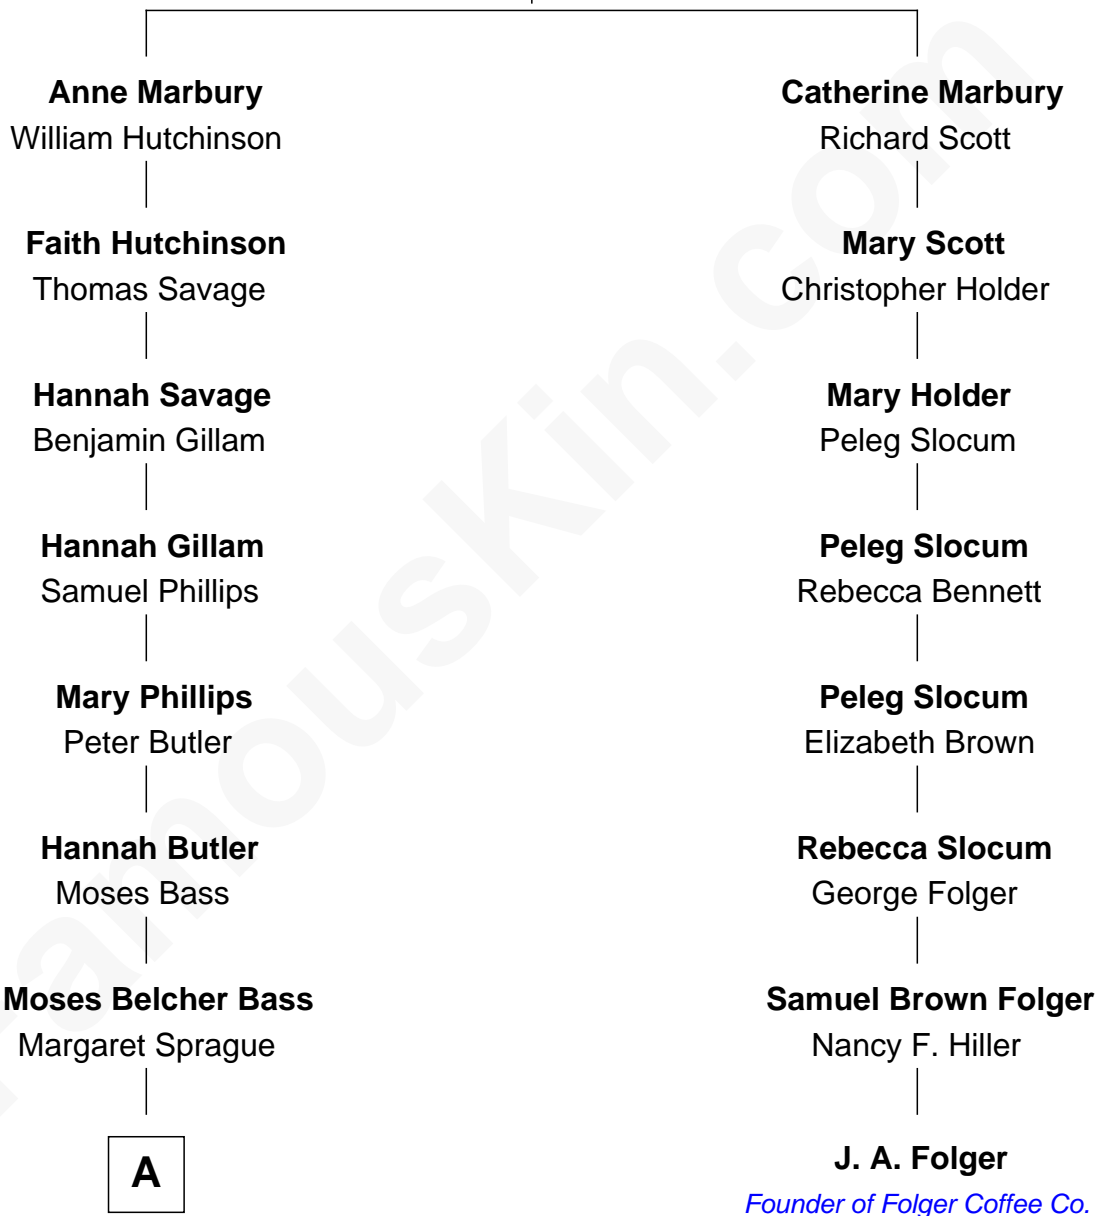 Anne Marbury
William Hutchinson
Catherine Marbury
Richard Scott
Faith Hutchinson
Thomas Savage
Mary Scott
Christopher Holder
Hannah Savage
Benjamin Gillam
Mary Holder
Peleg Slocum
Hannah Gillam
Samuel Phillips
Peleg Slocum
Rebecca Bennett
Mary Phillips
Peter Butler
Peleg Slocum
Elizabeth Brown
Hannah Butler
Moses Bass
Rebecca Slocum
George Folger
Moses Belcher Bass
Margaret Sprague
Samuel Brown Folger
Nancy F. Hiller
A
J. A. Folger
Founder of Folger Coffee Co.
FamousKin.com